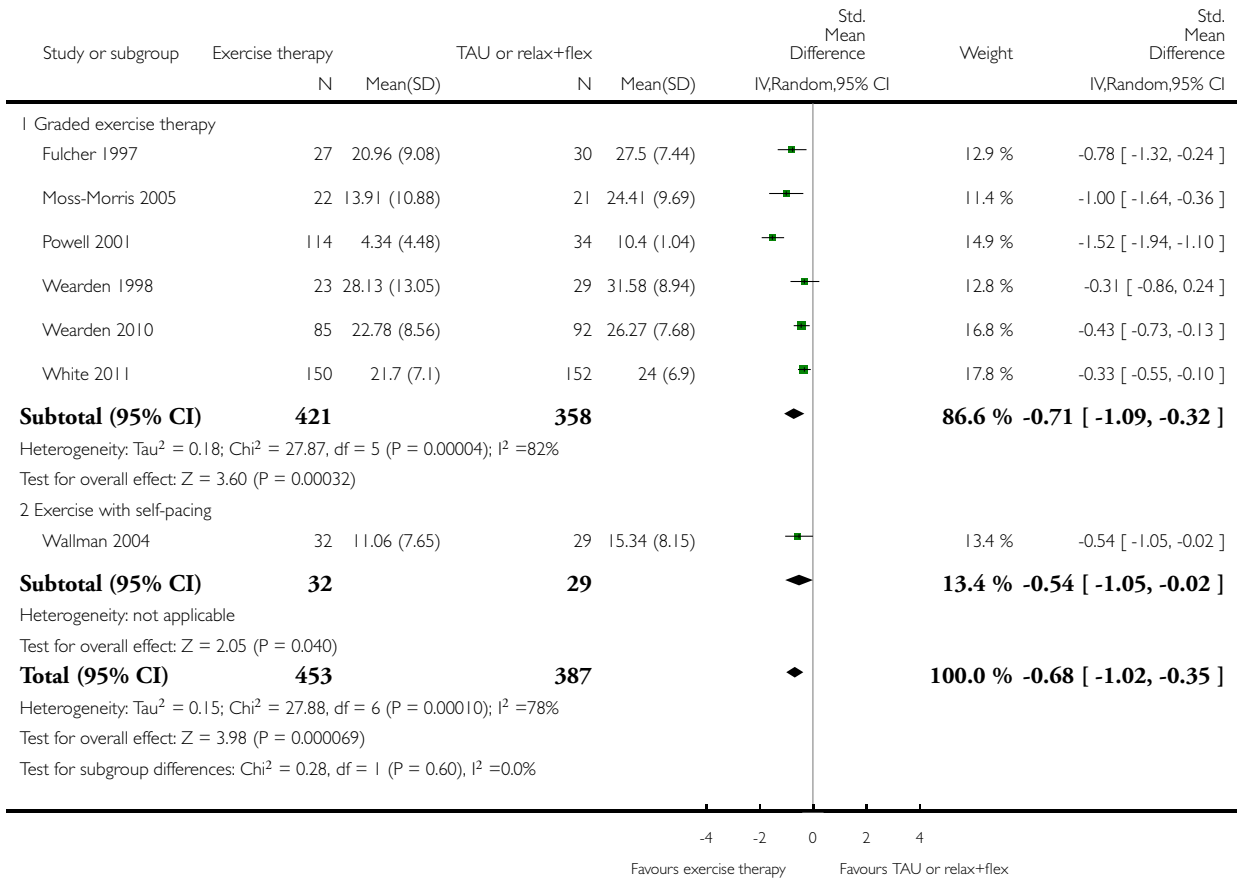 Study or subgroup Exercise therapy TAU or relax+flex Std. Mean Difference Weight Std. Mean Difference
N Mean(SD) N Mean(SD) IV,Random,95% CI IV,Random,95% CI
1 Graded exercise therapy
Fulcher 1997 27 20.96 (9.08) 30 27.5 (7.44) 12.9 % -0.78 [ -1.32, -0.24 ]
Moss-Morris 2005 22 13.91 (10.88) 21 24.41 (9.69) 11.4 % -1.00 [ -1.64, -0.36 ]
Powell 2001 114 4.34 (4.48) 34 10.4 (1.04) 14.9 % -1.52 [ -1.94, -1.10 ]
Wearden 1998 23 28.13 (13.05) 29 31.58 (8.94) 12.8 % -0.31 [ -0.86, 0.24 ]
Wearden 2010 85 22.78 (8.56) 92 26.27 (7.68) 16.8 % -0.43 [ -0.73, -0.13 ]
White 2011 150 21.7 (7.1) 152 24 (6.9) 17.8 % -0.33 [ -0.55, -0.10 ]
Subtotal (95% CI) 421 358 86.6 % -0.71 [ -1.09, -0.32 ]
Heterogeneity: Tau² = 0.18; Chi² = 27.87, df = 5 (P = 0.00004); I² =82%
Test for overall effect: Z = 3.60 (P = 0.00032)
2 Exercise with self-pacing
Wallman 2004 32 11.06 (7.65) 29 15.34 (8.15) 13.4 % -0.54 [ -1.05, -0.02 ]
Subtotal (95% CI) 32 29 13.4 % -0.54 [ -1.05, -0.02 ]
Heterogeneity: not applicable
Test for overall effect: Z = 2.05 (P = 0.040)
Total (95% CI) 453 387 100.0 % -0.68 [ -1.02, -0.35 ]
Heterogeneity: Tau² = 0.15; Chi² = 27.88, df = 6 (P = 0.00010); I² =78%
Test for overall effect: Z = 3.98 (P = 0.000069)
Test for subgroup differences: Chi² = 0.28, df = 1 (P = 0.60), I² =0.0%
-4 -2 0 2 4
Favours exercise therapy Favours TAU or relax+flex